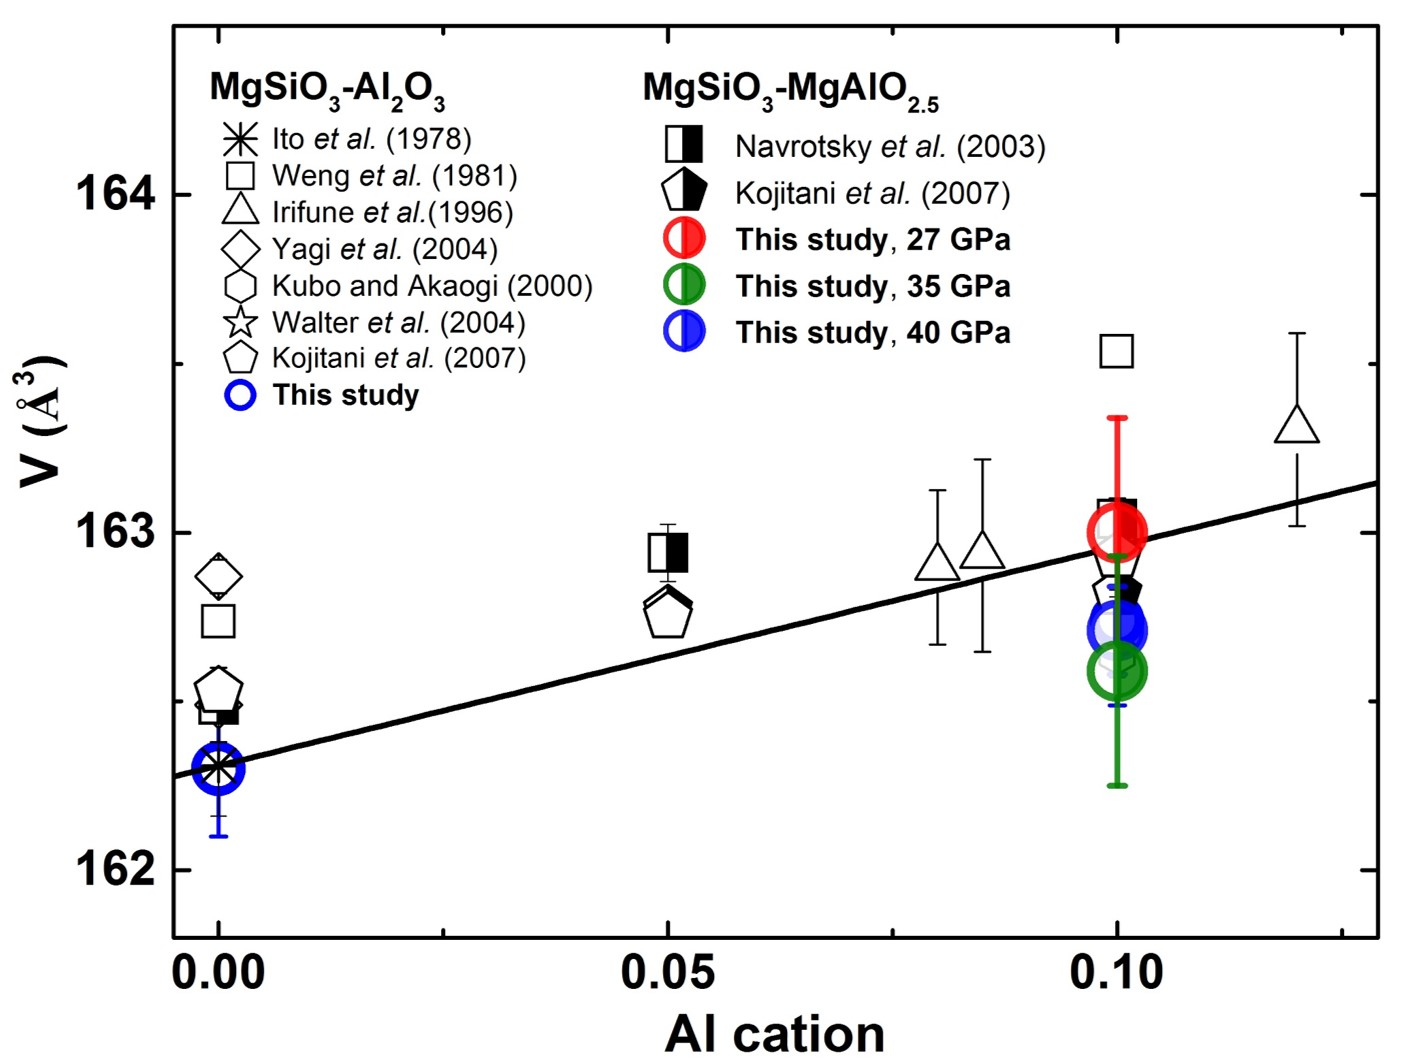 MgSiO₃-Al₂O₃
Ito et al. (1978)
Weng et al. (1981)
Irifune et al.(1996)
Yagi et al. (2004)
Kubo and Akaogi (2000)
Walter et al. (2004)
Kojitani et al. (2007)
This study
MgSiO₃-MgAlO₂.₅
Navrotsky et al. (2003)
Kojitani et al. (2007)
This study, 27 GPa
This study, 35 GPa
This study, 40 GPa
V (Å³)
164
163
162
0.00
0.05
0.10
Al cation